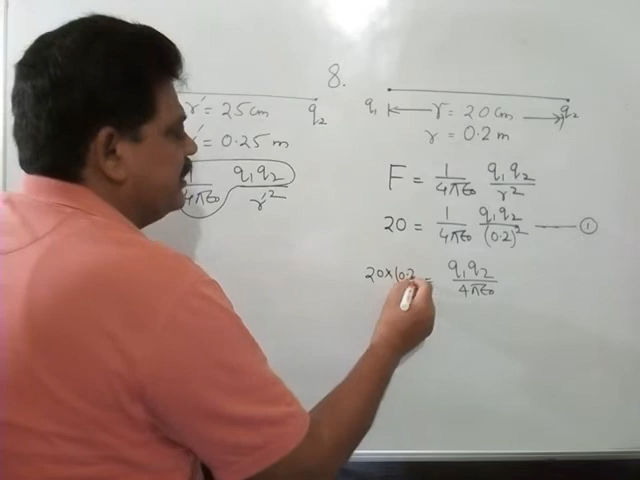 8.
r' = 25 cm q₂
' = 0.25 m
1/4πε₀ q₁q₂/r'²
q₁ r = 20 cm q₂
r = 0.2 m
F = 1/4πε₀ q₁q₂/r²
20 = 1/4πε₀ q₁q₂/(0.2)² —— ①
20×(0.2 = q₁q₂/4πε₀